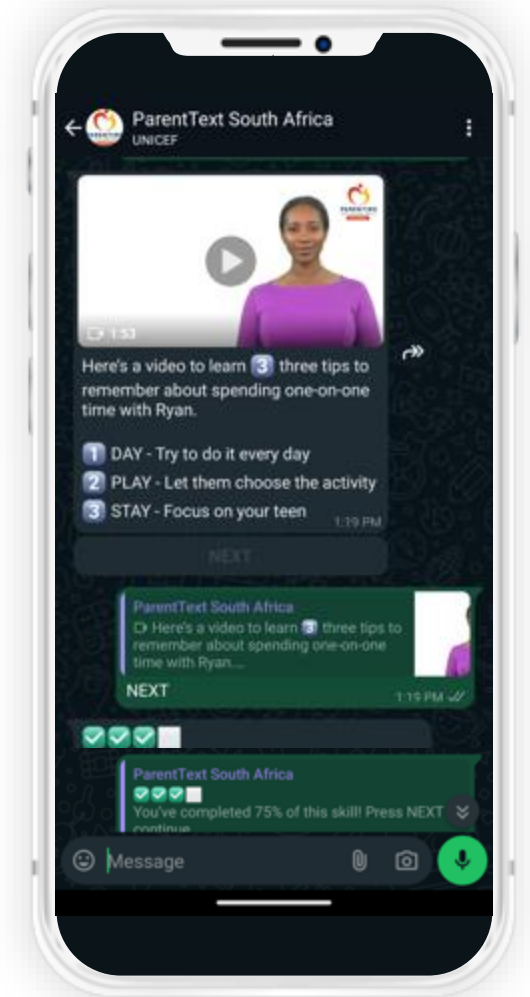 ParentText South Africa
UNICEF
1:53
Here's a video to learn 3 three tips to
remember about spending one-on-one
time with Ryan.
1 DAY - Try to do it every day
2 PLAY - Let them choose the activity
3 STAY - Focus on your teen
1:19 PM
NEXT
ParentText South Africa
Here's a video to learn 3 three tips to
remember about spending one-on-one
time with Ryan....
NEXT
1:19 PM
ParentText South Africa
You've completed 75% of this skill! Press NEXT
continue
Message